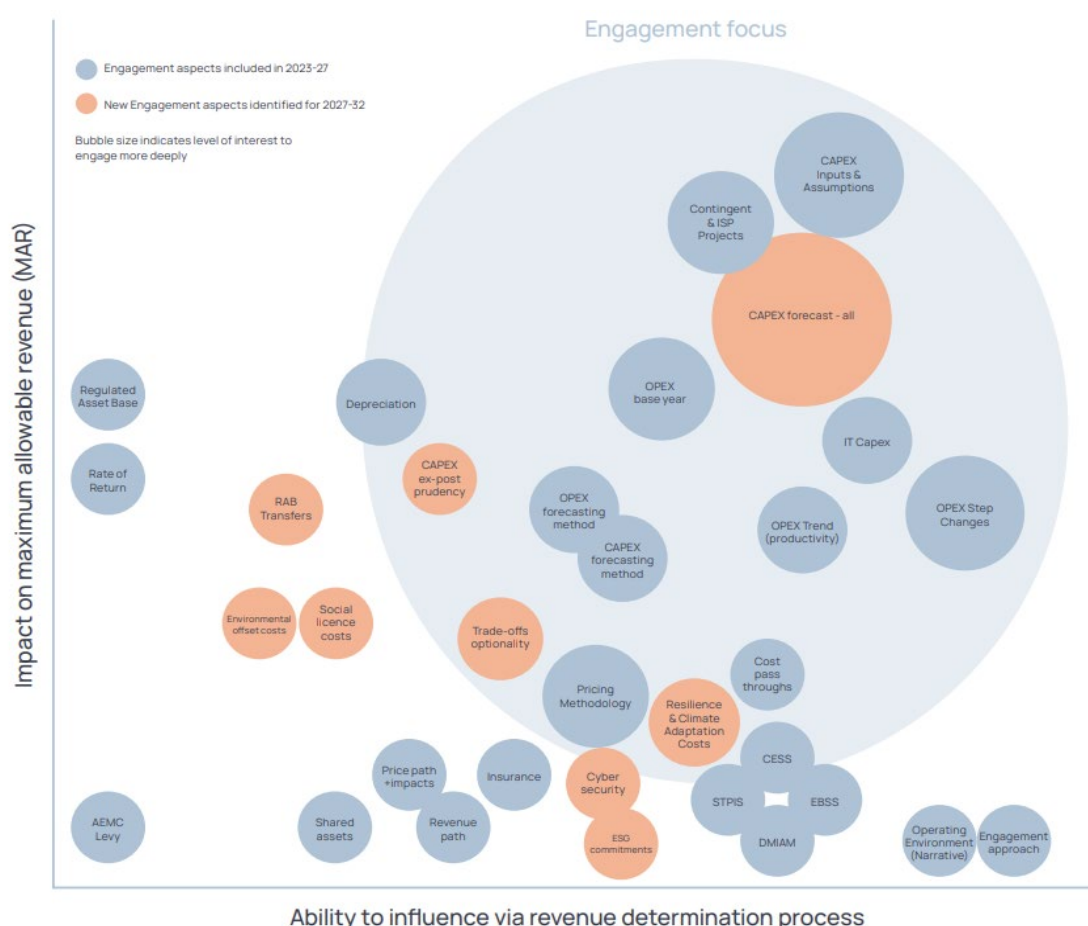 Engagement focus
Engagement aspects included in 2023-27
New Engagement aspects identified for 2027-32
Bubble size indicates level of interest to
engage more deeply
Impact on maximum allowable revenue (MAR)
CAPEX
Inputs &
Assumptions
Contingent
& ISP
Projects
CAPEX forecast - all
Regulated
Asset Base
Depreciation
OPEX
base year
IT Capex
Rate of
Return
CAPEX
ex-post
prudency
RAB
Transfers
OPEX
forecasting
method
CAPEX
forecasting
method
OPEX Trend
(productivity)
OPEX Step
Changes
Environmental
offset costs
Social
licence
costs
Trade-offs
optionality
Pricing
Methodology
Cost
pass
throughs
Resilience
& Climate
Adaptation
Costs
Price path
+impacts
Insurance
Cyber
security
CESS
STPIS
EBSS
DMIAM
AEMC
Levy
Shared
assets
Revenue
path
ESG
commitments
Operating
Environment
(Narrative)
Engagement
approach
Ability to influence via revenue determination process